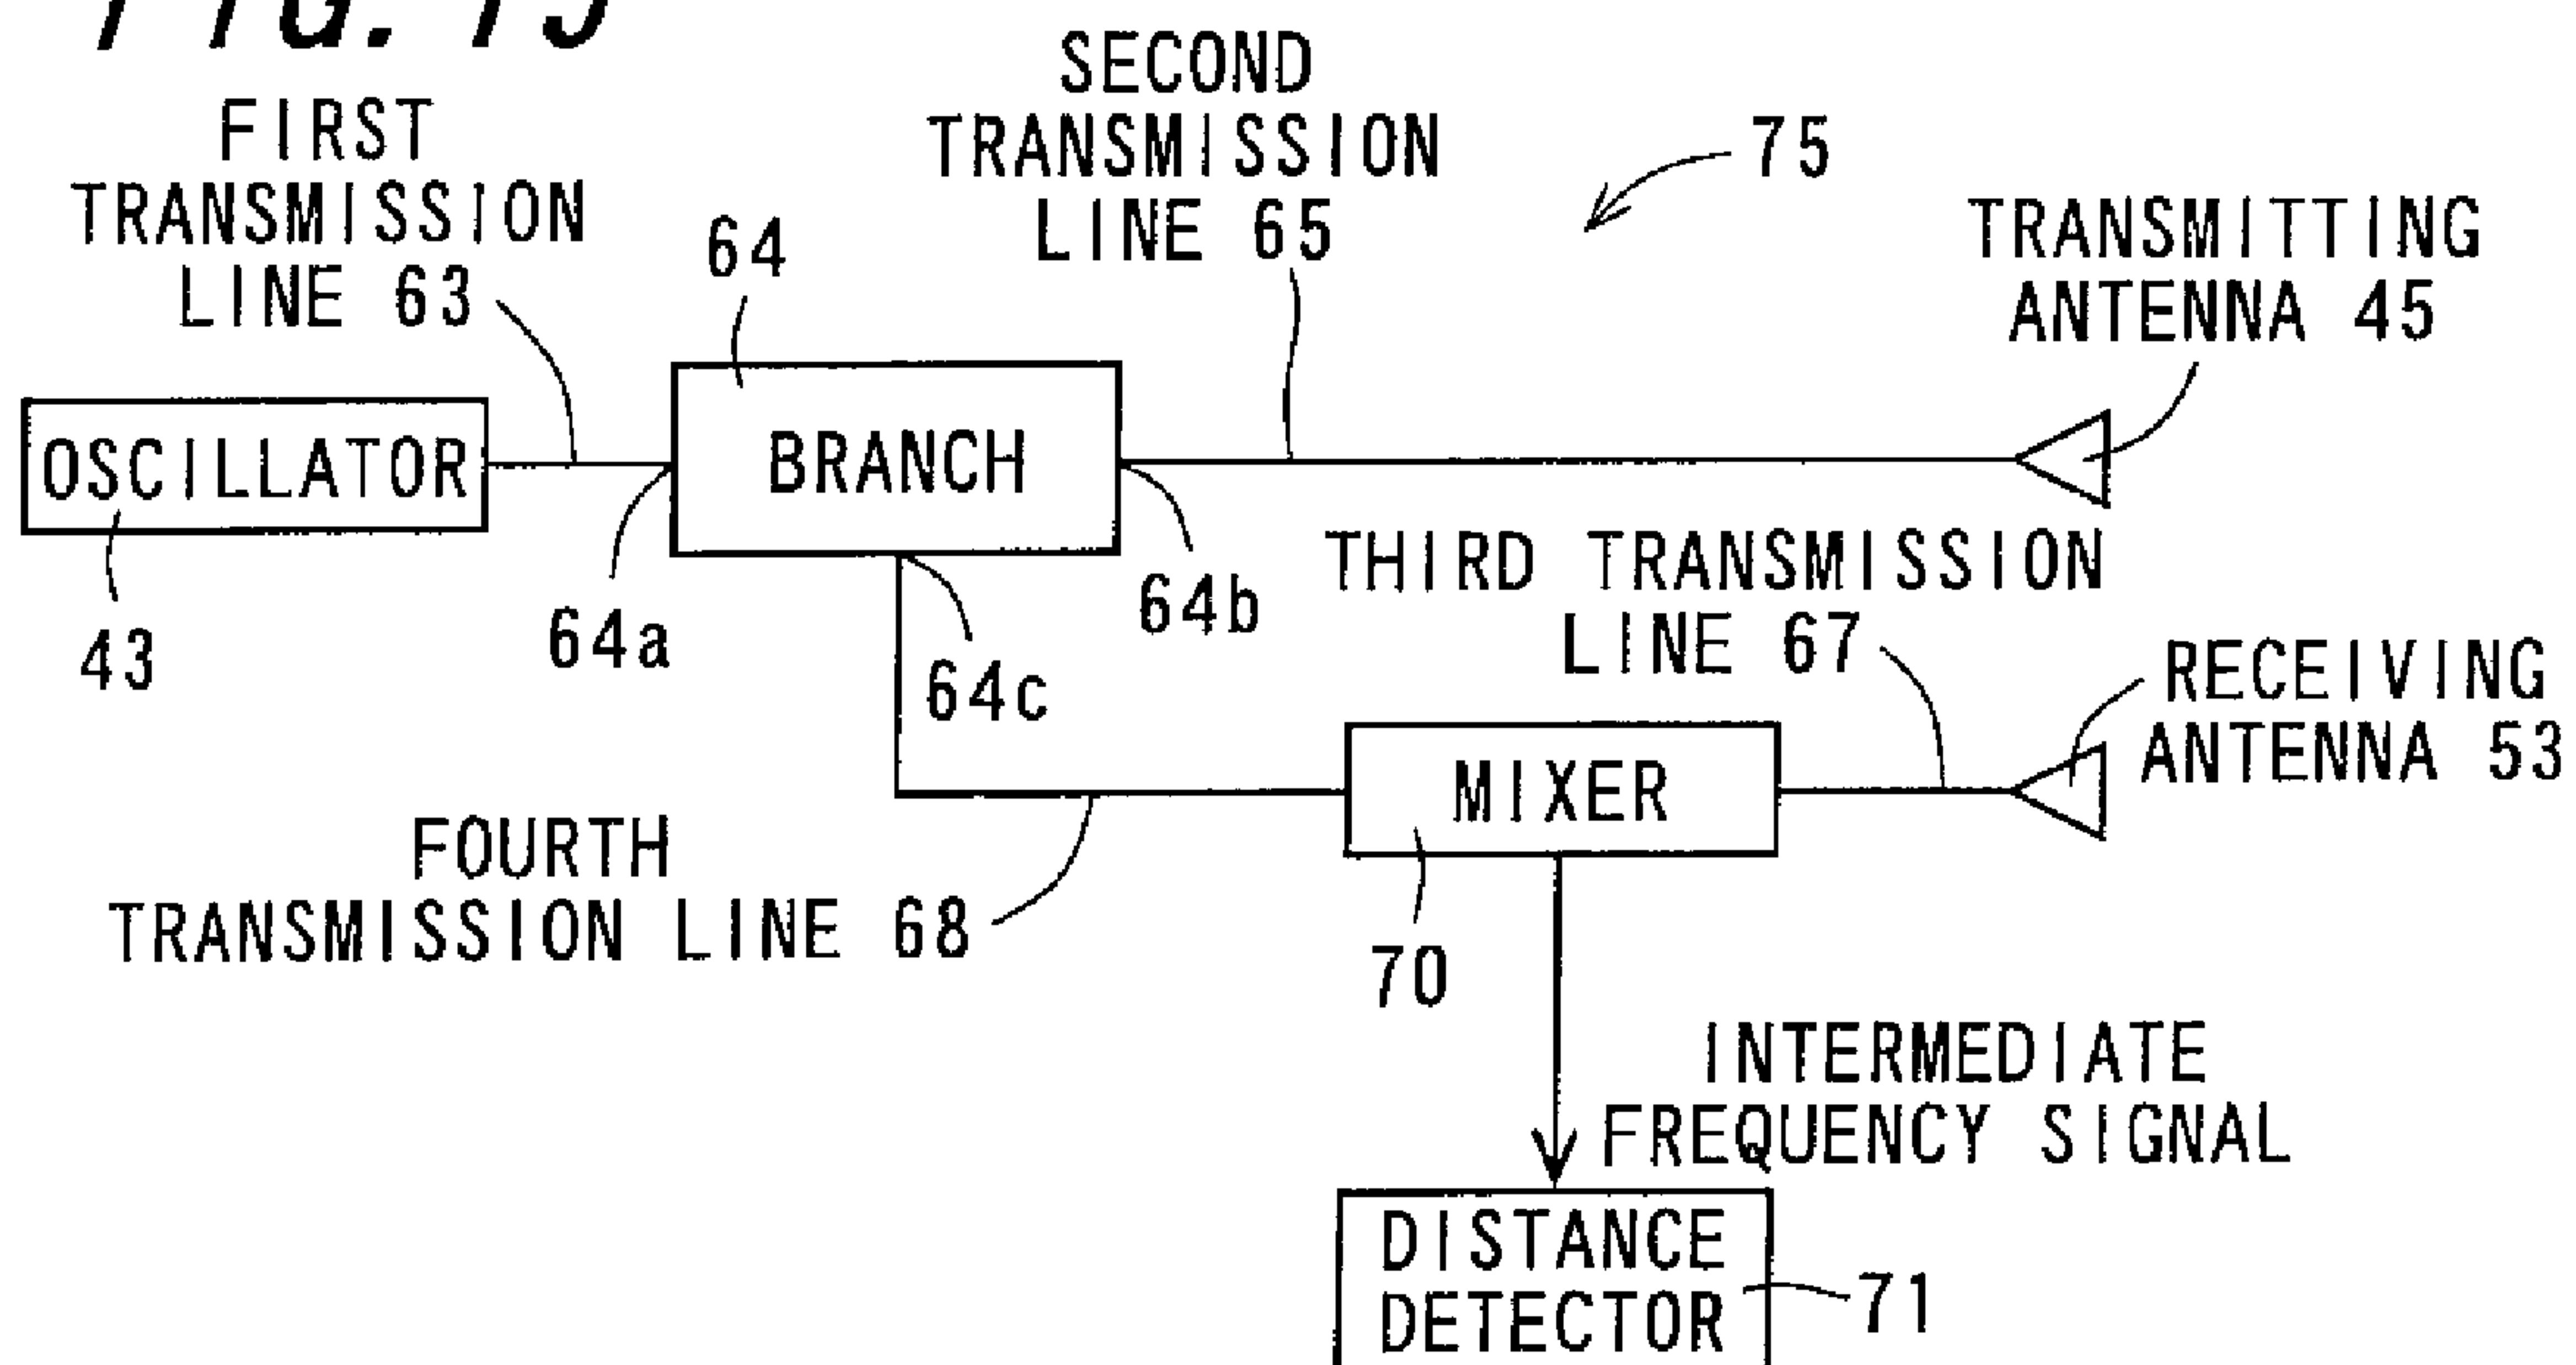 FIG. 15
FIRST
TRANSMISSION
LINE 63
SECOND
TRANSMISSION
LINE 65
75
TRANSMITTING
ANTENNA 45
64
OSCILLATOR
BRANCH
43
64a
64b
64c
THIRD TRANSMISSION
LINE 67
RECEIVING
ANTENNA 53
MIXER
FOURTH
TRANSMISSION LINE 68
70
INTERMEDIATE
FREQUENCY SIGNAL
DISTANCE
DETECTOR
71